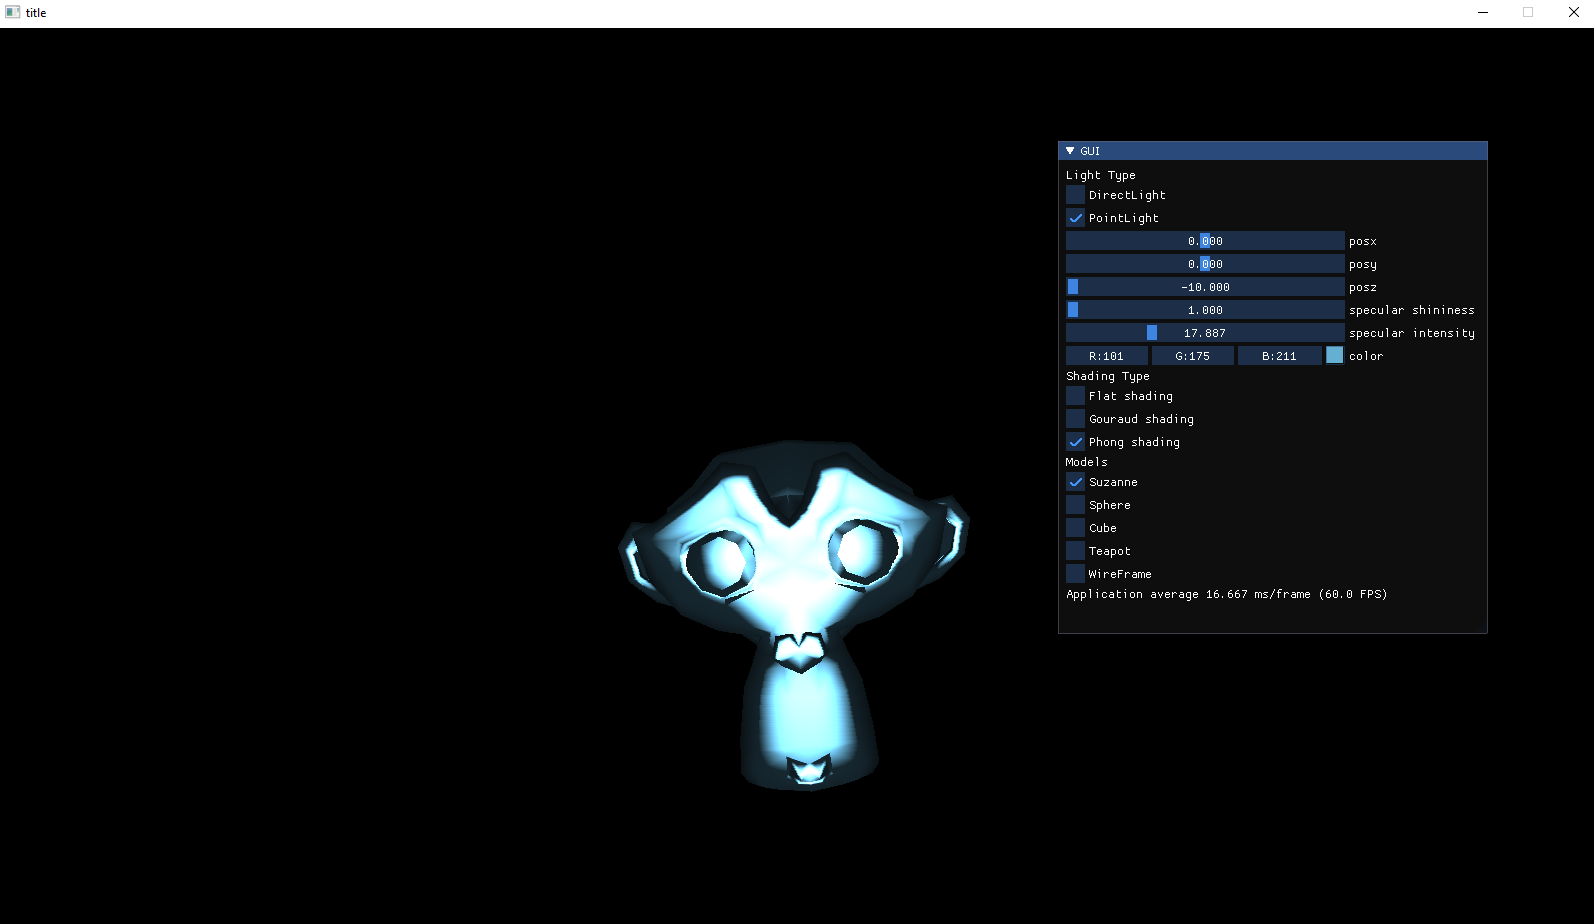 title
GUI
Light Type
DirectLight
PointLight
0.000 posx
0.000 posy
-10.000 posz
1.000 specular shininess
17.887 specular intensity
R:101 G:175 B:211 color
Shading Type
Flat shading
Gouraud shading
Phong shading
Models
Suzanne
Sphere
Cube
Teapot
WireFrame
Application average 16.667 ms/frame (60.0 FPS)